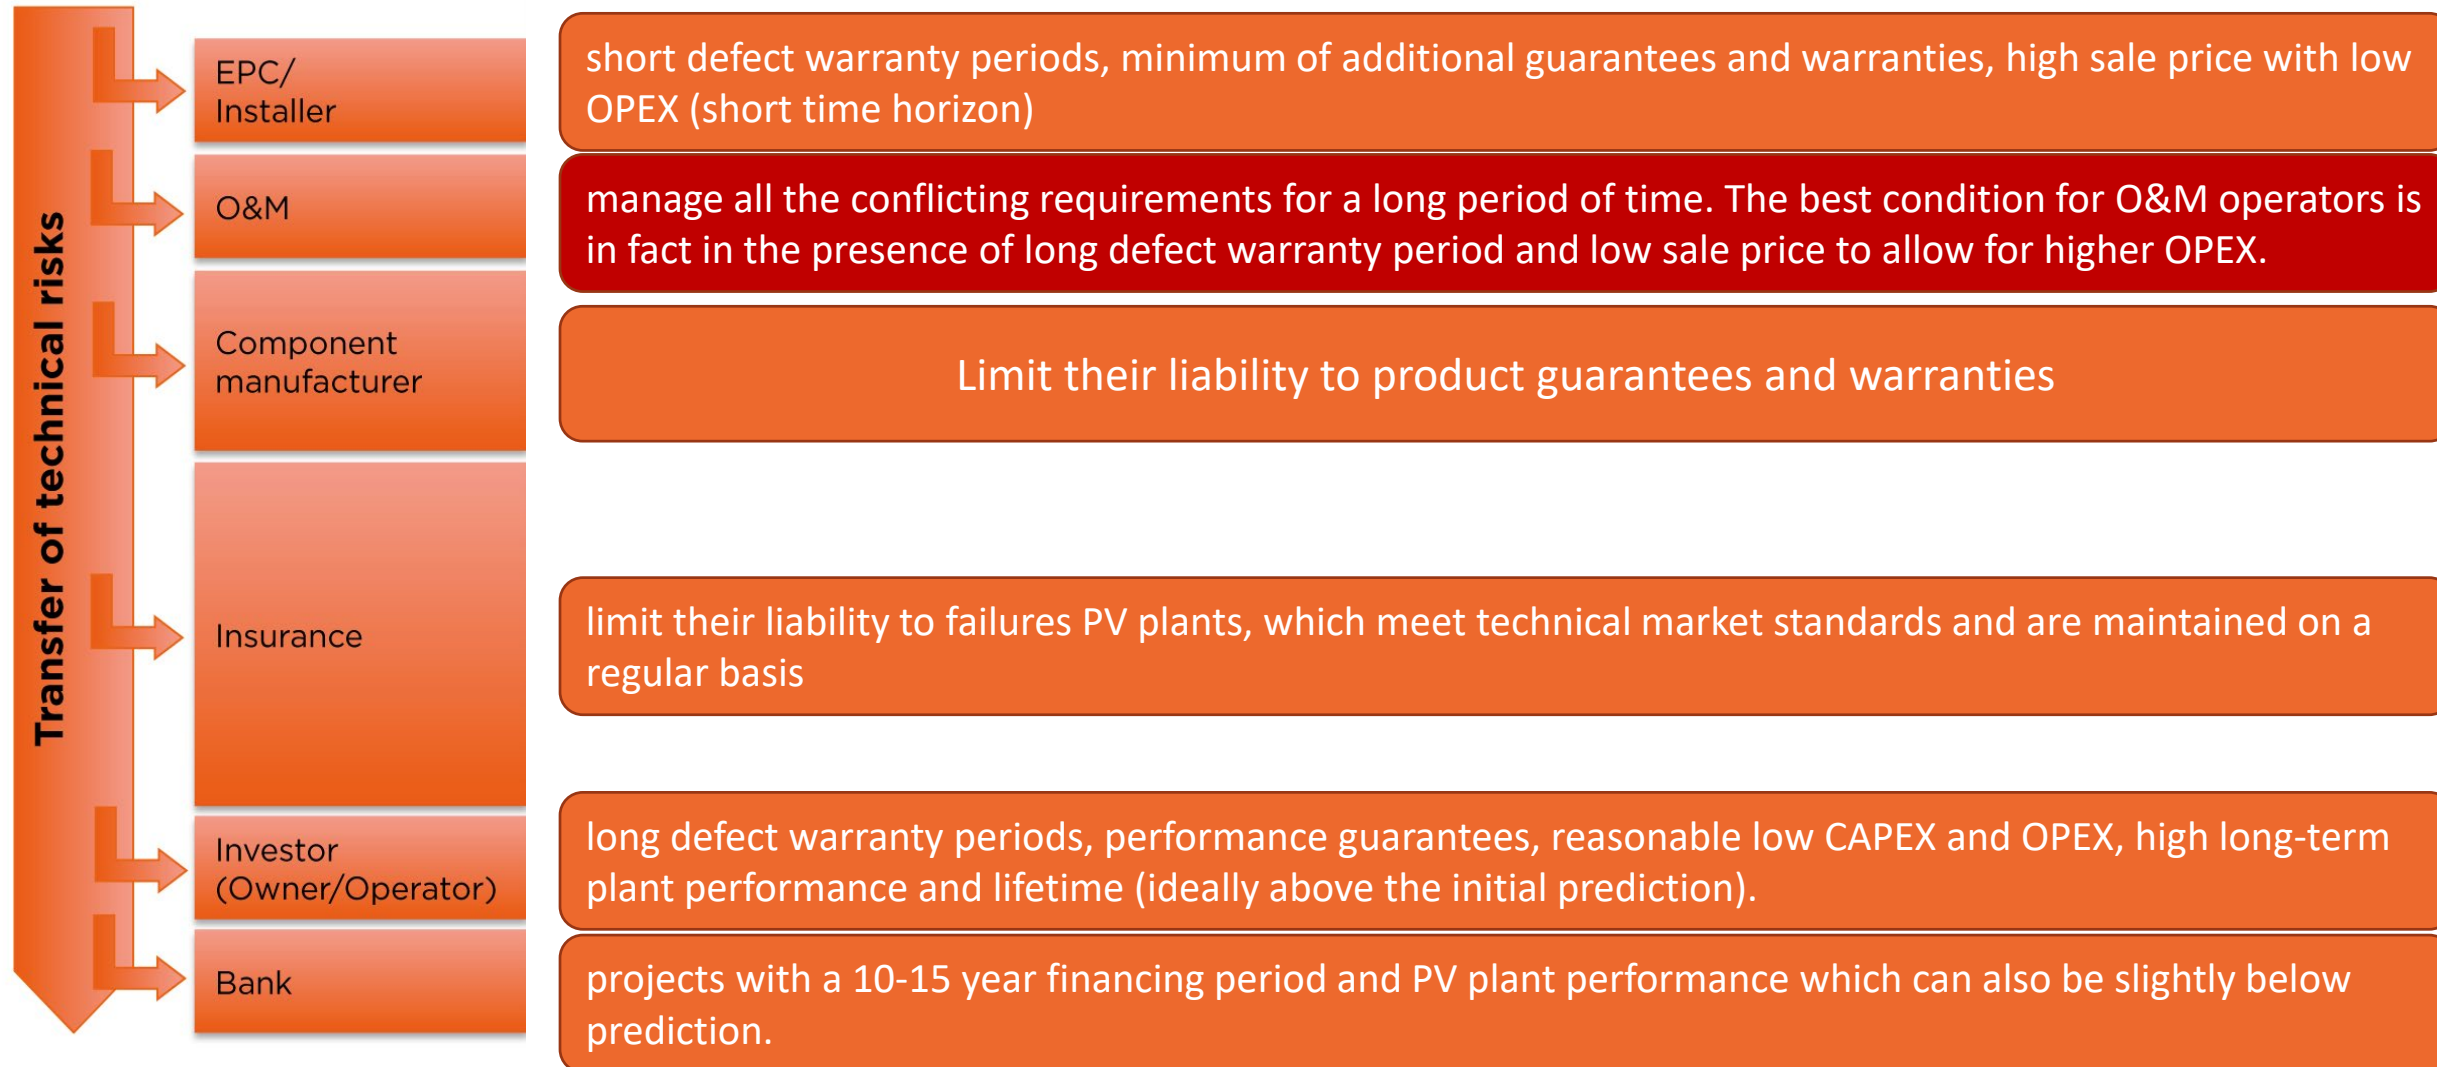 Transfer of technical risks
EPC/
Installer
short defect warranty periods, minimum of additional guarantees and warranties, high sale price with low
OPEX (short time horizon)
O&M
manage all the conflicting requirements for a long period of time. The best condition for O&M operators is
in fact in the presence of long defect warranty period and low sale price to allow for higher OPEX.
Component
manufacturer
Limit their liability to product guarantees and warranties
Insurance
limit their liability to failures PV plants, which meet technical market standards and are maintained on a
regular basis
Investor
(Owner/Operator)
long defect warranty periods, performance guarantees, reasonable low CAPEX and OPEX, high long-term
plant performance and lifetime (ideally above the initial prediction).
Bank
projects with a 10-15 year financing period and PV plant performance which can also be slightly below
prediction.